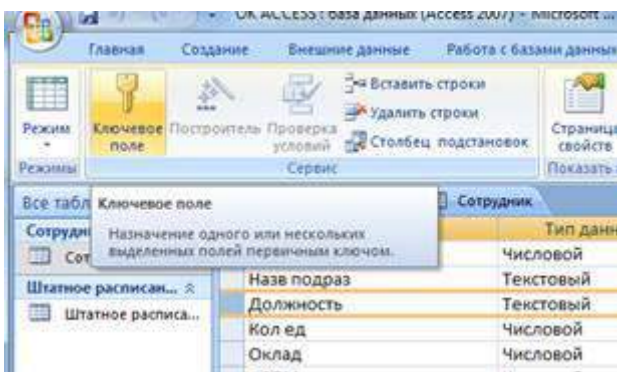 OK ACCESS : база данных (Access 2007) - Microsoft ...
Главная Создание Внешние данные Работа с базами данных
Режим
Ключевое поле
Построитель
Проверка условий
Вставить строки
Удалить строки
Столбец подстановок
Страница свойств
Режимы Сервис Показать
Все табл
Сотрудник
Ключевое поле
Назначение одного или нескольких
выделенных полей первичным ключом.
Сотрудн
Сот
Тип данн
Числовой
Назв подраз Текстовый
Штатное расписан...
Должность Текстовый
Штатное расписа...
Кол ед Числовой
Оклад Числовой